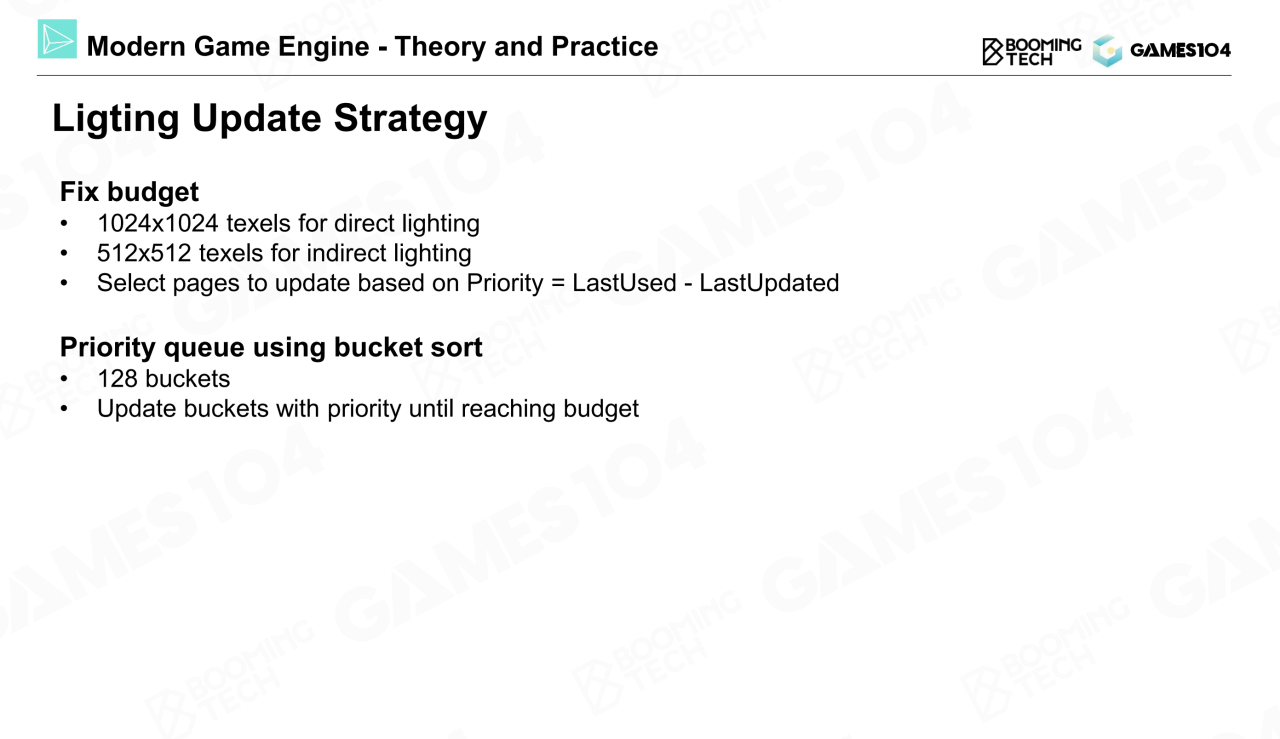 Modern Game Engine - Theory and Practice
BOOMING
TECH
GAMES104
Ligting Update Strategy
Fix budget
• 1024x1024 texels for direct lighting
• 512x512 texels for indirect lighting
• Select pages to update based on Priority = LastUsed - LastUpdated
Priority queue using bucket sort
• 128 buckets
• Update buckets with priority until reaching budget